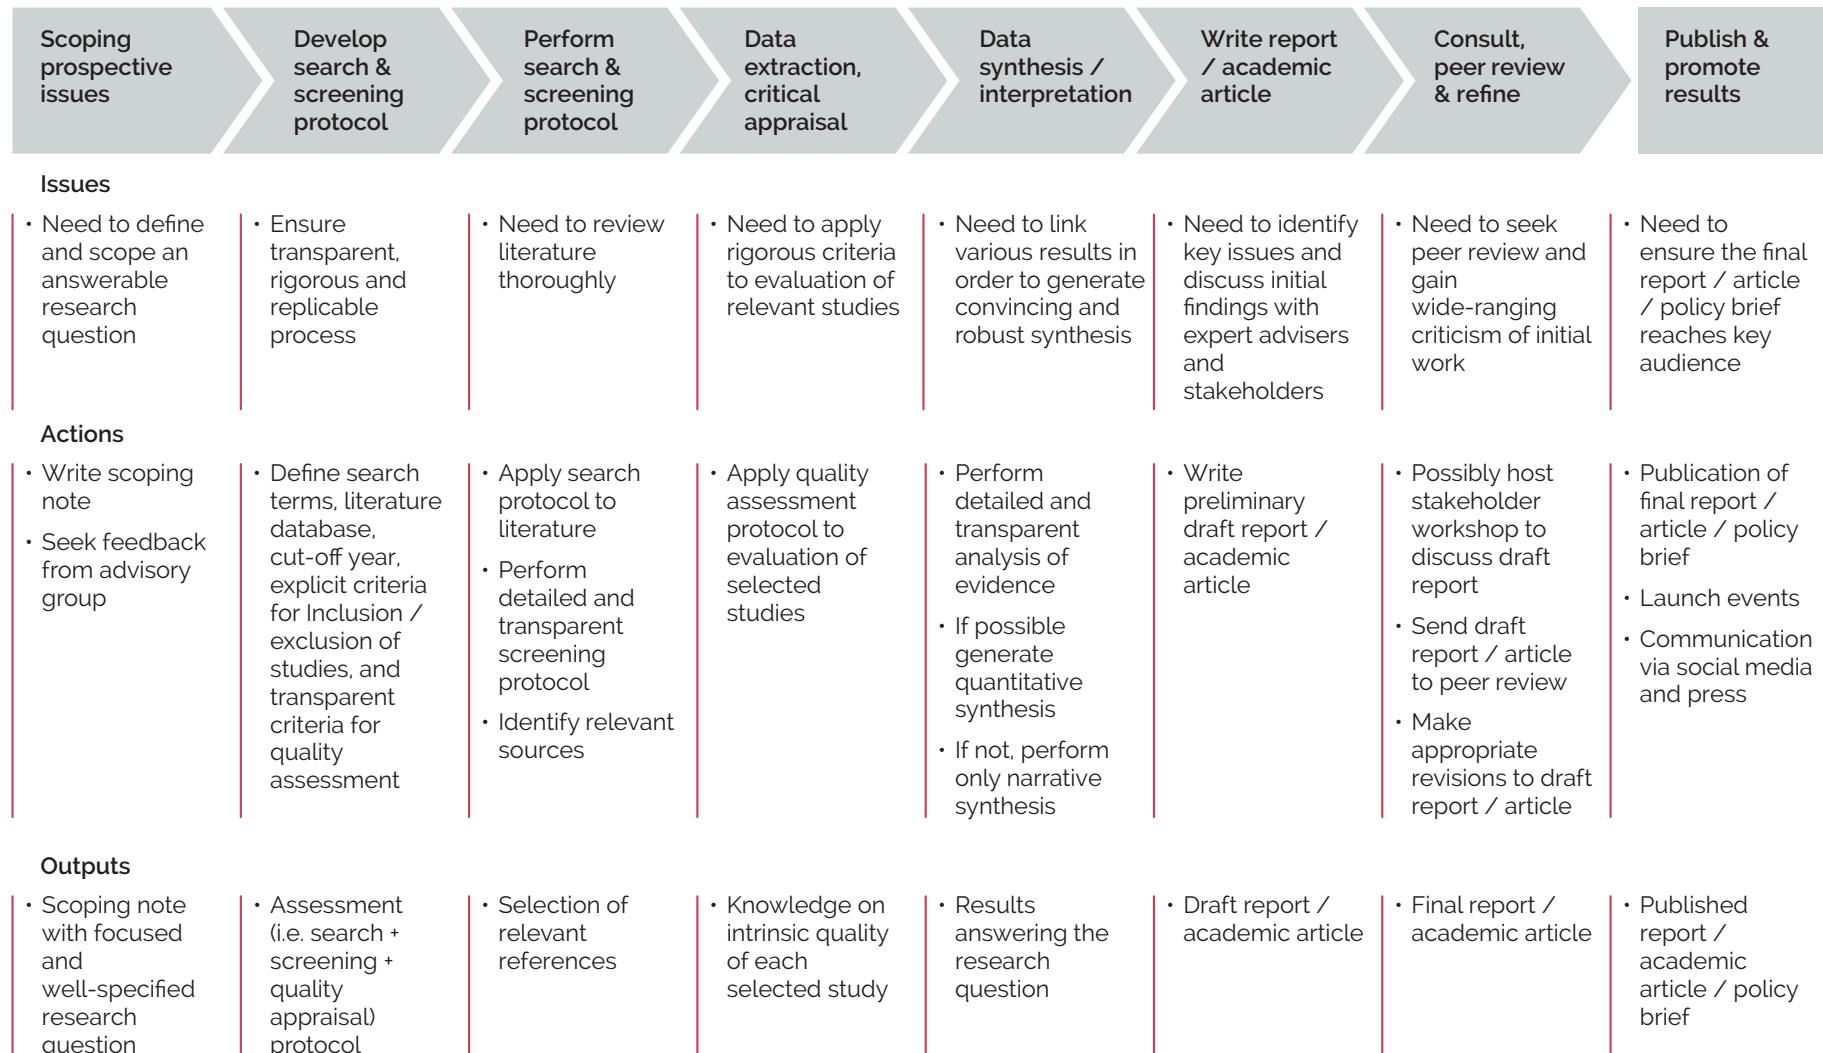 Scoping
prospective
issues
Develop
search &
screening
protocol
Perform
search &
screening
protocol
Data
extraction,
critical
appraisal
Data
synthesis /
interpretation
Write report
/ academic
article
Consult,
peer review
& refine
Publish &
promote
results
Issues
• Need to define
and scope an
answerable
research
question
• Ensure
transparent,
rigorous and
replicable
process
• Need to review
literature
thoroughly
• Need to apply
rigorous criteria
to evaluation of
relevant studies
• Need to link
various results in
order to generate
convincing and
robust synthesis
• Need to identify
key issues and
discuss initial
findings with
expert advisers
and
stakeholders
• Need to seek
peer review and
gain
wide-ranging
criticism of initial
work
• Need to
ensure the final
report / article
/ policy brief
reaches key
audience
Actions
• Write scoping
note
• Seek feedback
from advisory
group
• Define search
terms, literature
database,
cut-off year,
explicit criteria
for Inclusion /
exclusion of
studies, and
transparent
criteria for
quality
assessment
• Apply search
protocol to
literature
• Perform
detailed and
transparent
screening
protocol
• Identify relevant
sources
• Apply quality
assessment
protocol to
evaluation of
selected
studies
• Perform
detailed and
transparent
analysis of
evidence
• If possible
generate
quantitative
synthesis
• If not, perform
only narrative
synthesis
• Write
preliminary
draft report /
academic
article
• Possibly host
stakeholder
workshop to
discuss draft
report
• Send draft
report / article
to peer review
• Make
appropriate
revisions to draft
report / article
• Publication of
final report /
article / policy
brief
• Launch events
• Communication
via social media
and press
Outputs
• Scoping note
with focused
and
well-specified
research
question
• Assessment
(i.e. search +
screening +
quality
appraisal)
protocol
• Selection of
relevant
references
• Knowledge on
intrinsic quality
of each
selected study
• Results
answering the
research
question
• Draft report /
academic article
• Final report /
academic article
• Published
report /
academic
article / policy
brief